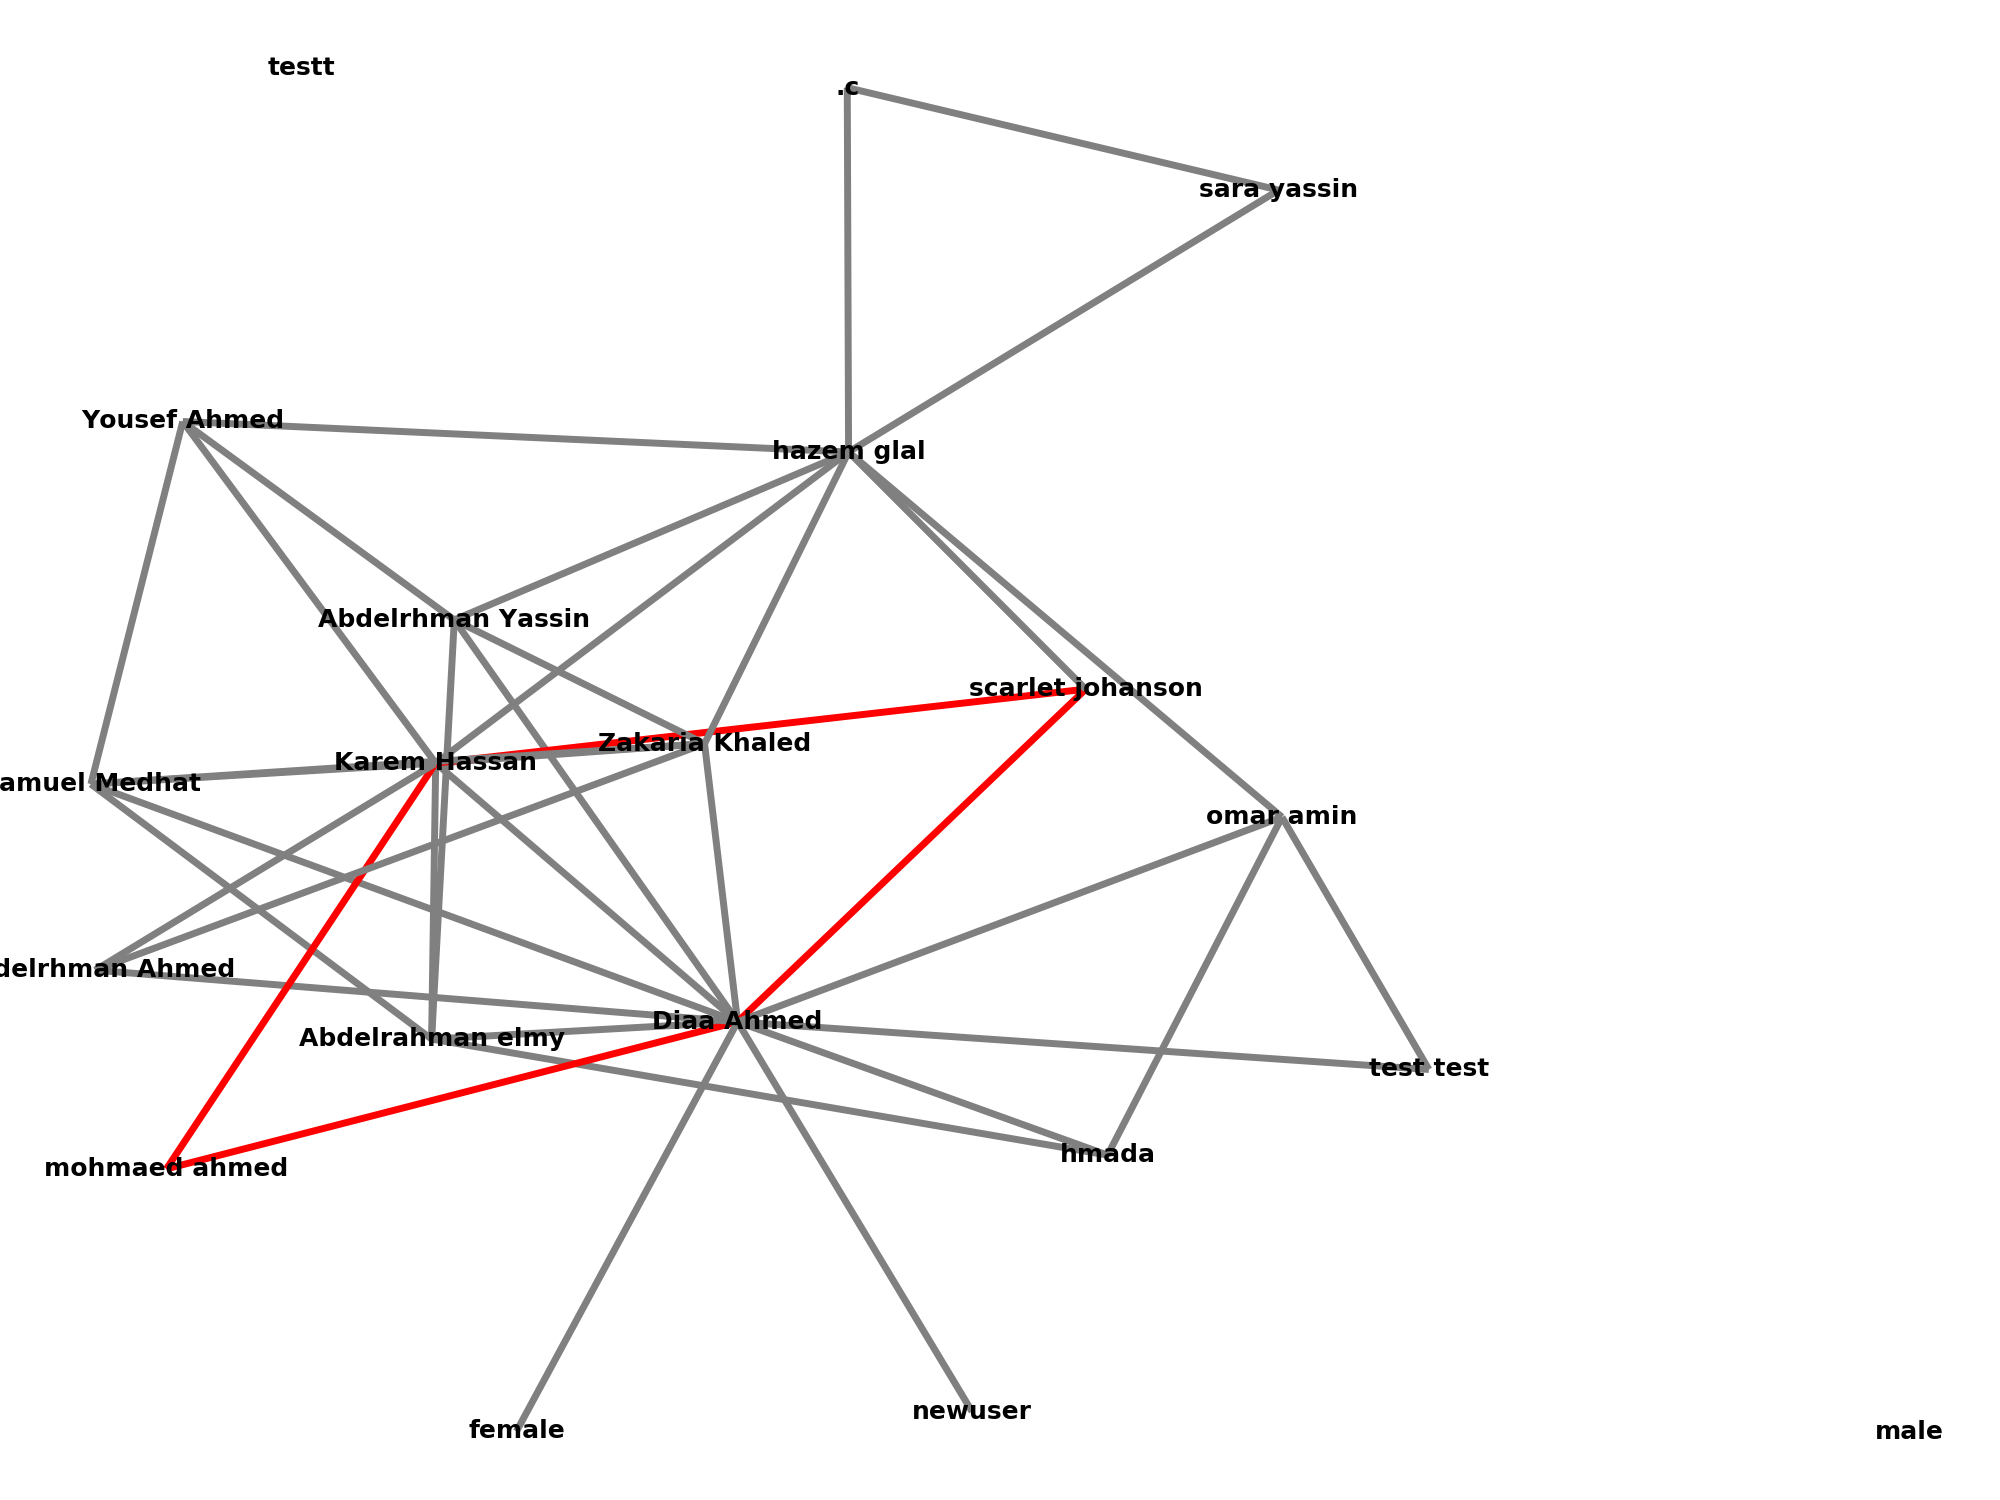 testt
.c
sara yassin
Yousef Ahmed
hazem glal
Abdelrhman Yassin
scarlet johanson
Zakaria Khaled
Karem Hassan
amuel Medhat
omar amin
delrhman Ahmed
Diaa Ahmed
Abdelrahman elmy
test test
hmada
mohmaed ahmed
newuser
female
male